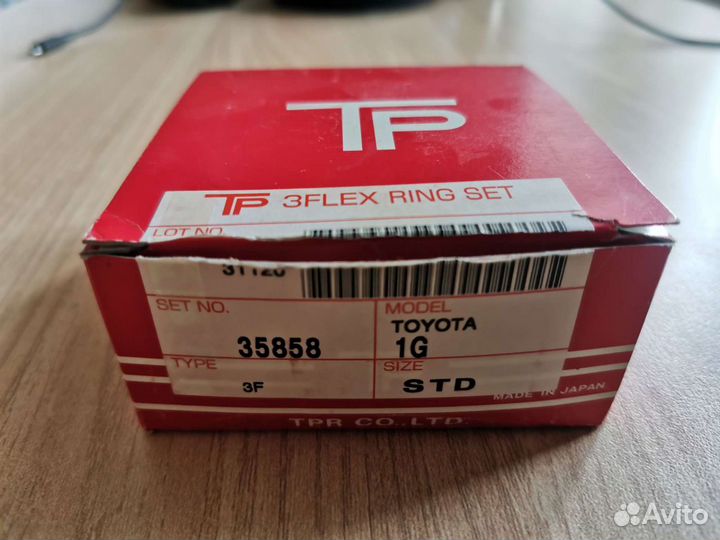 TP
TP 3FLEX RING SET
LOT NO.
31120
SET NO.
35858
MODEL
TOYOTA
1G
TYPE
3F
SIZE
STD
MADE IN JAPAN
TPR CO.,LTD.
Avito